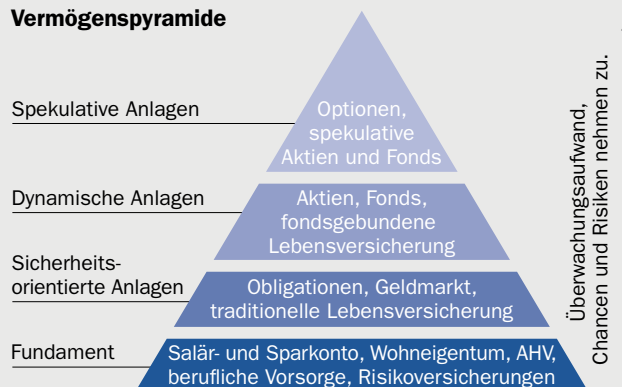 Vermögenspyramide
Spekulative Anlagen
Optionen,
spekulative
Aktien und Fonds
Dynamische Anlagen
Aktien, Fonds,
fondsgebundene
Lebensversicherung
Sicherheits-
orientierte Anlagen
Obligationen, Geldmarkt,
traditionelle Lebensversicherung
Fundament
Salär- und Sparkonto, Wohneigentum, AHV,
berufliche Vorsorge, Risikoversicherungen
Überwachungsaufwand,
Chancen und Risiken nehmen zu.